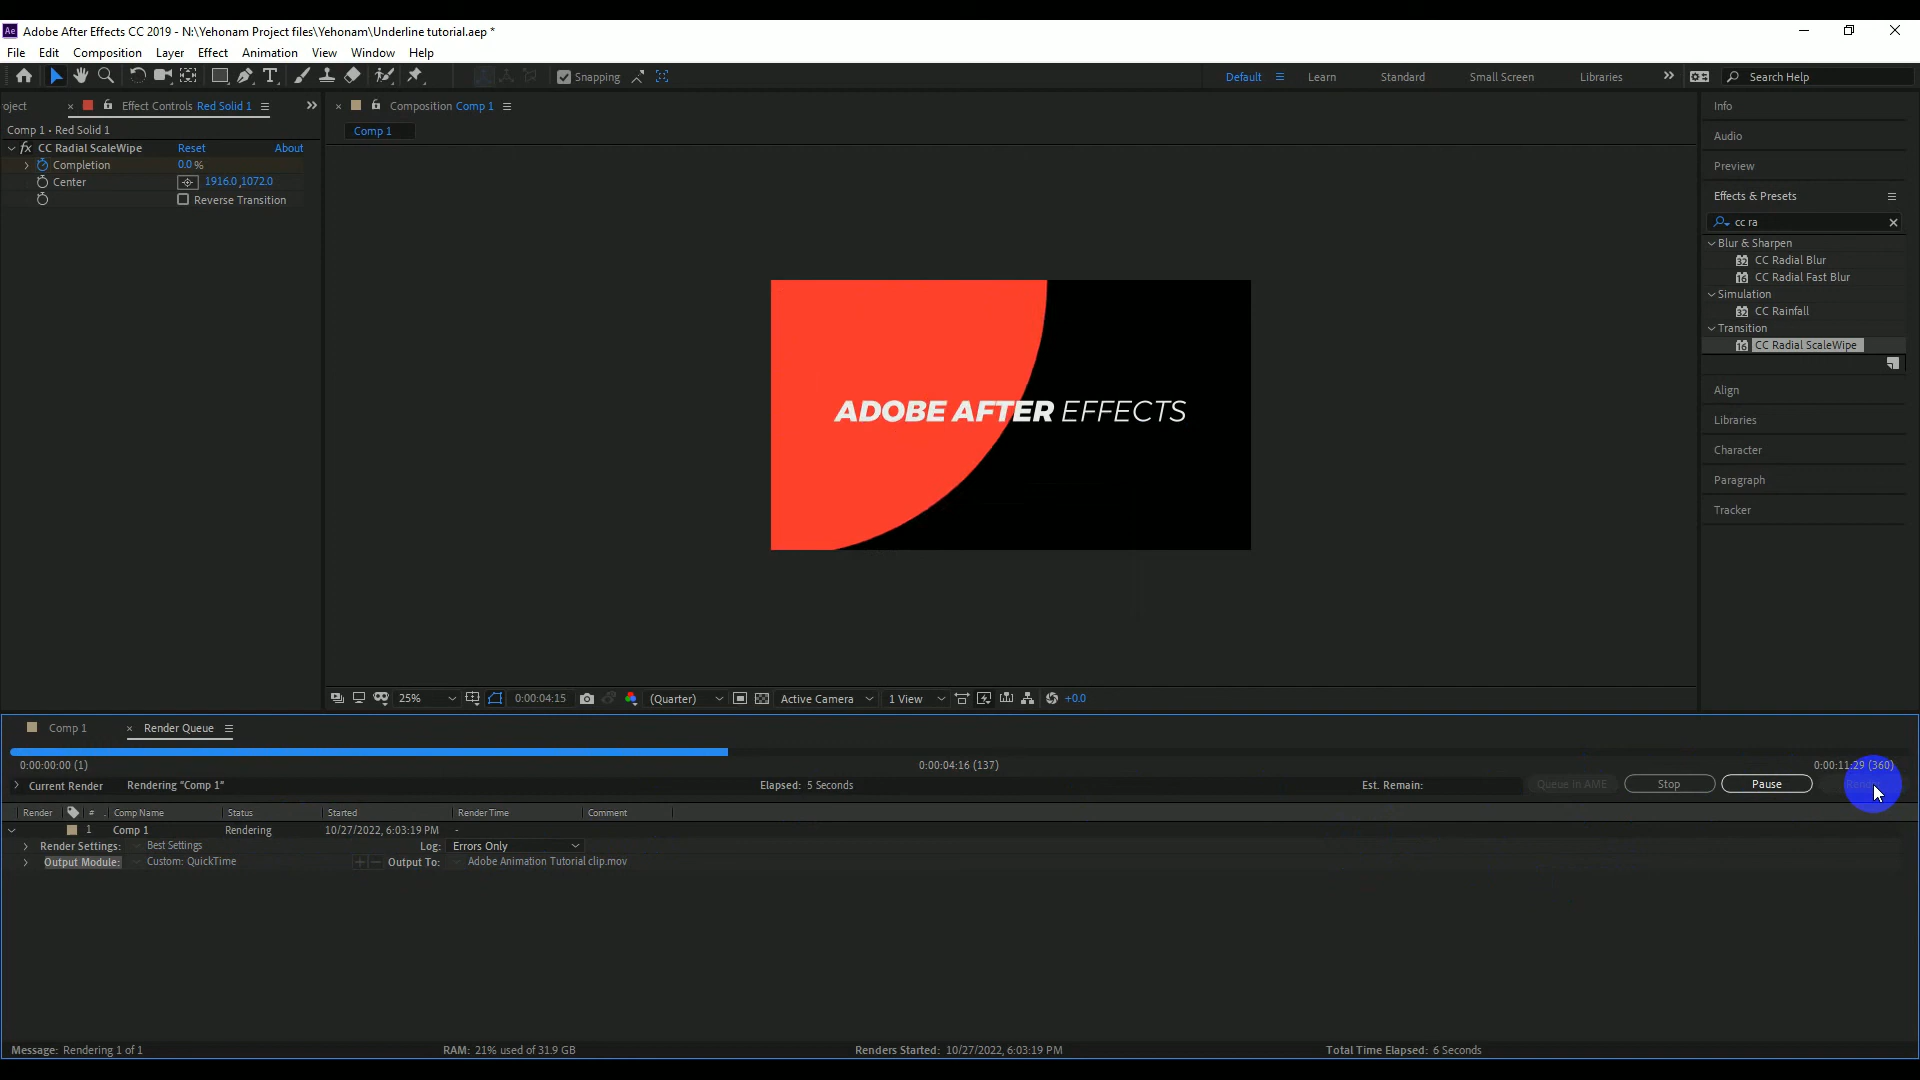 Ae Adobe After Effects CC 2019 - N:\Yehonam Project files\Yehonam\Underline tutorial.aep *
File Edit Composition Layer Effect Animation View Window Help
Snapping
Default Learn Standard Small Screen Libraries Search Help
oject Effect Controls Red Solid 1
Composition Comp 1
Comp 1 • Red Solid 1
fx CC Radial ScaleWipe Reset About
Completion 0.0 %
Center 1916.0 ,1072.0
Reverse Transition
Comp 1
ADOBE AFTER EFFECTS
25% 0:00:04:15 (Quarter) Active Camera 1 View +0.0
Info
Audio
Preview
Effects & Presets
cc ra
Blur & Sharpen
32 CC Radial Blur
16 CC Radial Fast Blur
Simulation
32 CC Rainfall
Transition
16 CC Radial ScaleWipe
Align
Libraries
Character
Paragraph
Tracker
Comp 1 Render Queue
0:00:00:00 (1) 0:00:04:16 (137) 0:00:11:29 (360)
Current Render Rendering "Comp 1" Elapsed: 5 Seconds Est. Remain: Queue in AME Stop Pause
Render # Comp Name Status Started Render Time Comment
1 Comp 1 Rendering 10/27/2022, 6:03:19 PM -
Render Settings: Best Settings Log: Errors Only
Output Module: Custom: QuickTime Output To: Adobe Animation Tutorial clip.mov
Message: Rendering 1 of 1 RAM: 21% used of 31.9 GB Renders Started: 10/27/2022, 6:03:19 PM Total Time Elapsed: 6 Seconds